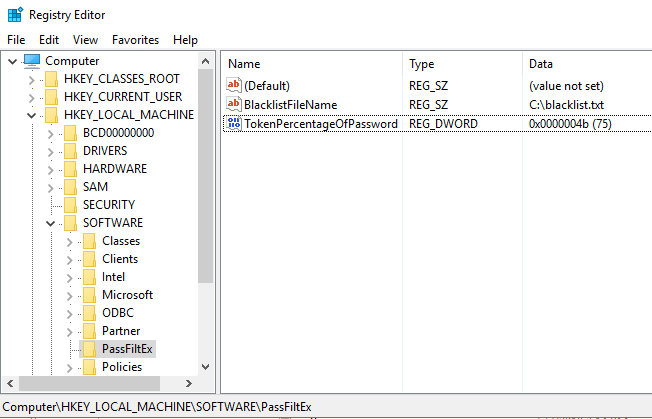 Registry Editor
File Edit View Favorites Help
Computer
HKEY_CLASSES_ROOT
HKEY_CURRENT_USER
HKEY_LOCAL_MACHINE
BCD00000000
DRIVERS
HARDWARE
SAM
SECURITY
SOFTWARE
Classes
Clients
Intel
Microsoft
ODBC
Partner
PassFiltEx
Policies
Name Type Data
(Default) REG_SZ (value not set)
BlacklistFileName REG_SZ C:\blacklist.txt
TokenPercentageOfPassword REG_DWORD 0x0000004b (75)
Computer\HKEY_LOCAL_MACHINE\SOFTWARE\PassFiltEx